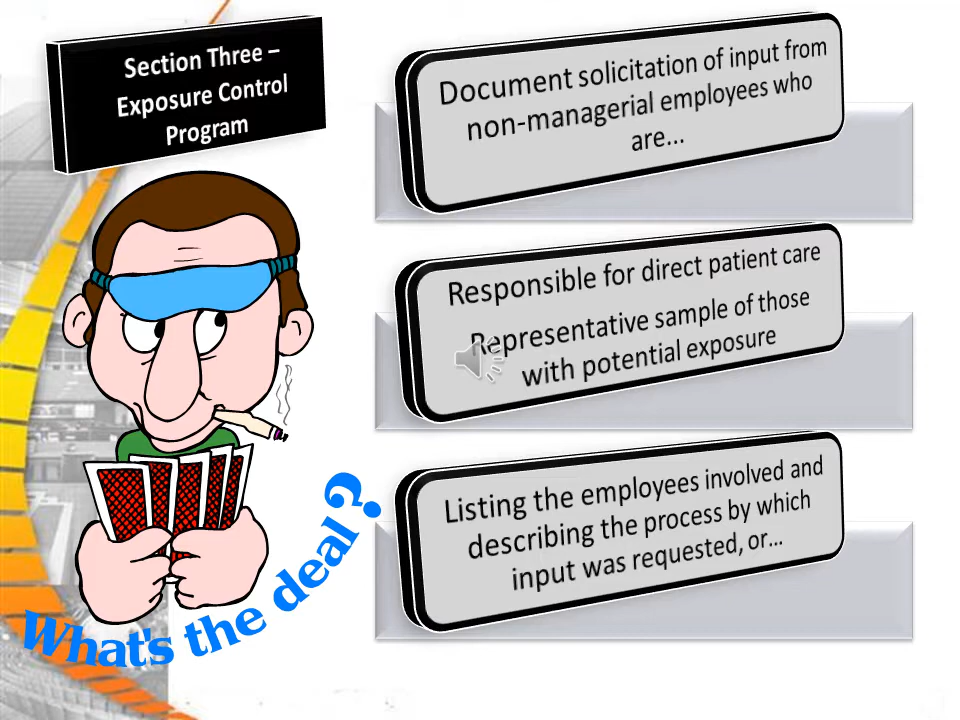 Section Three –
Exposure Control
Program
Document solicitation of input from
non-managerial employees who
are...
Responsible for direct patient care
Representative sample of those
with potential exposure
Listing the employees involved and
describing the process by which
input was requested, or...
What's the deal?